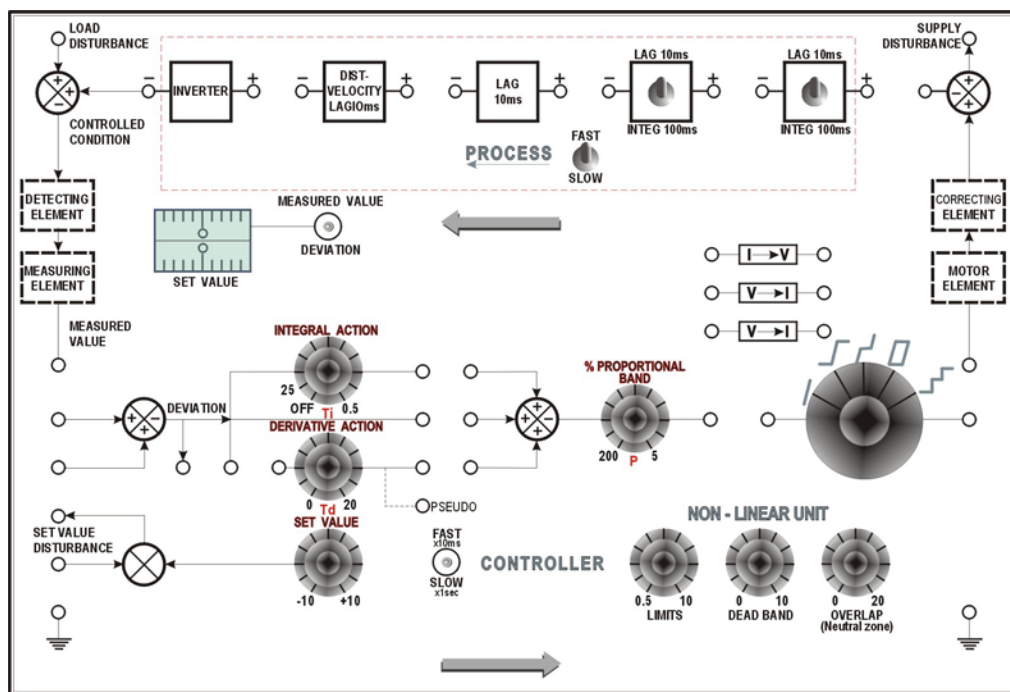 LOAD
DISTURBANCE
SUPPLY
DISTURBANCE
LAG 10ms
LAG 10ms
INVERTER
DIST-
VELOCITY
LAGIOms
LAG
10ms
INTEG 100ms
INTEG 100ms
CONTROLLED
CONDITION
PROCESS
FAST
SLOW
DETECTING
ELEMENT
CORRECTING
ELEMENT
MEASURED VALUE
DEVIATION
SET VALUE
MEASURING
ELEMENT
MOTOR
ELEMENT
I V
V I
V I
MEASURED
VALUE
INTEGRAL ACTION
25
OFF Ti 0.5
% PROPORTIONAL
BAND
200 P 5
DEVIATION
DERIVATIVE ACTION
0 Td 20
PSEUDO
SET VALUE
-10 +10
SET VALUE
DISTURBANCE
FAST
x10ms
SLOW
x1sec
CONTROLLER
NON - LINEAR UNIT
0.5 10
LIMITS
0 10
DEAD BAND
0 20
OVERLAP
(Neutral zone)